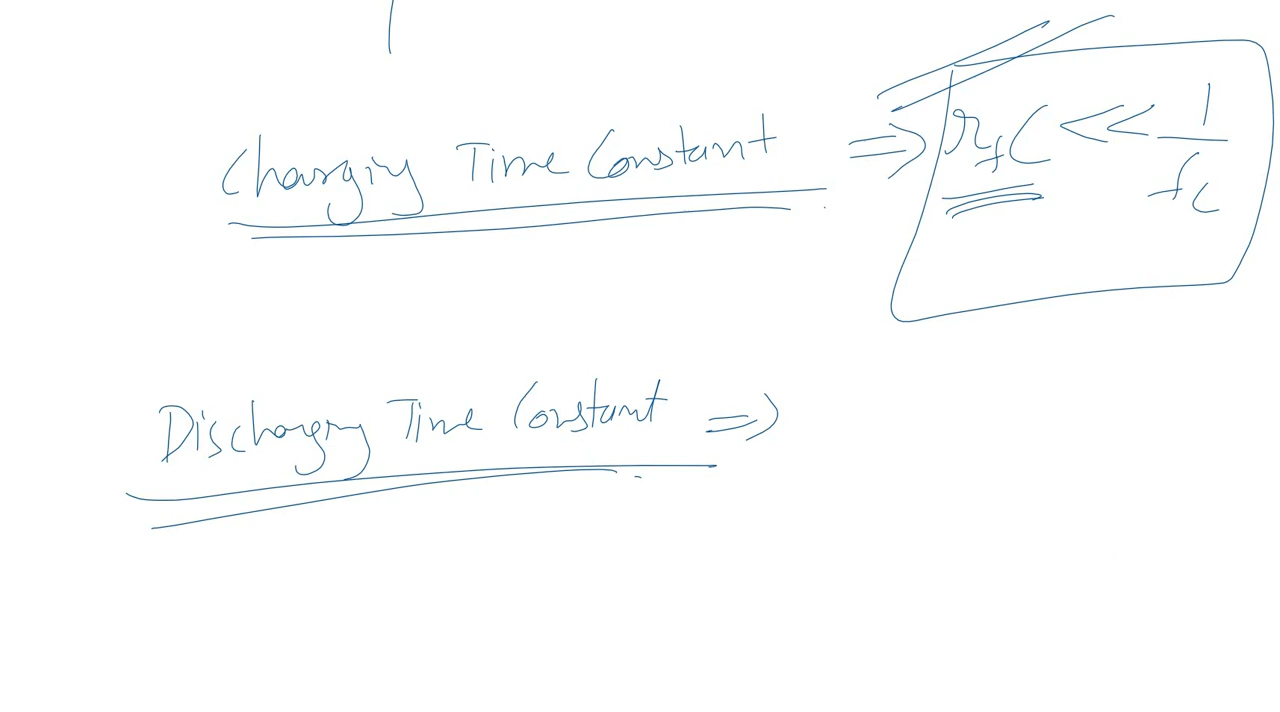 Charging Time Constant => r_f C << 1/f_c
Discharging Time Constant =>